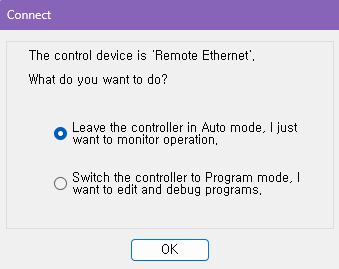 Connect
The control device is 'Remote Ethernet'.
What do you want to do?
Leave the controller in Auto mode, I just
want to monitor operation.
Switch the controller to Program mode, I
want to edit and debug programs.
OK